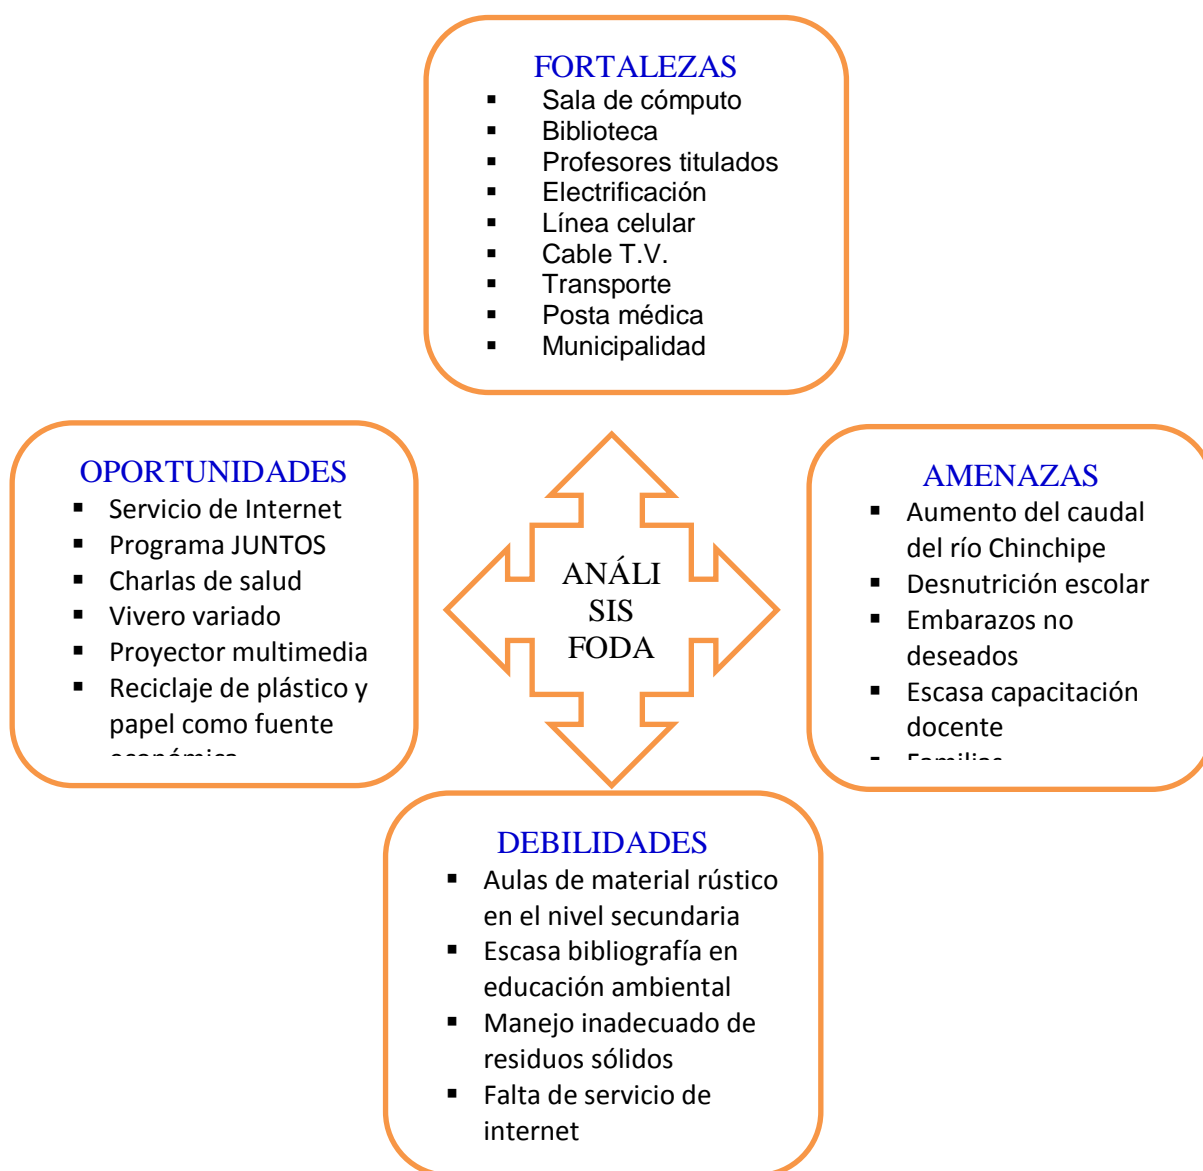 FORTALEZAS
▪ Sala de cómputo
▪ Biblioteca
▪ Profesores titulados
▪ Electrificación
▪ Línea celular
▪ Cable T.V.
▪ Transporte
▪ Posta médica
▪ Municipalidad
OPORTUNIDADES
▪ Servicio de Internet
▪ Programa JUNTOS
▪ Charlas de salud
▪ Vivero variado
▪ Proyector multimedia
▪ Reciclaje de plástico y
papel como fuente
económica
ANÁLI
SIS
FODA
AMENAZAS
▪ Aumento del caudal
del río Chinchipe
▪ Desnutrición escolar
▪ Embarazos no
deseados
▪ Escasa capacitación
docente
▪ Familias
DEBILIDADES
▪ Aulas de material rústico
en el nivel secundaria
▪ Escasa bibliografía en
educación ambiental
▪ Manejo inadecuado de
residuos sólidos
▪ Falta de servicio de
internet